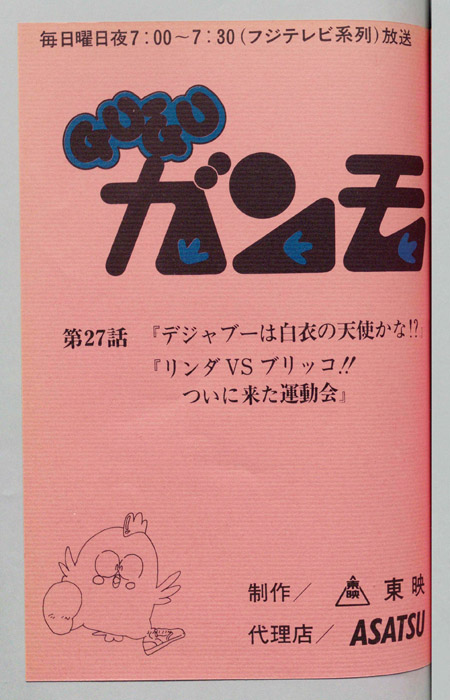 毎日曜日夜7:00〜7:30(フジテレビ系列)放送
GUGU
ガンモ
第27話 『デジャブーは白衣の天使かな!?』
『リンダVSブリッコ!!
ついに来た運動会』
制作／ 東映 東映
代理店／ ASATSU